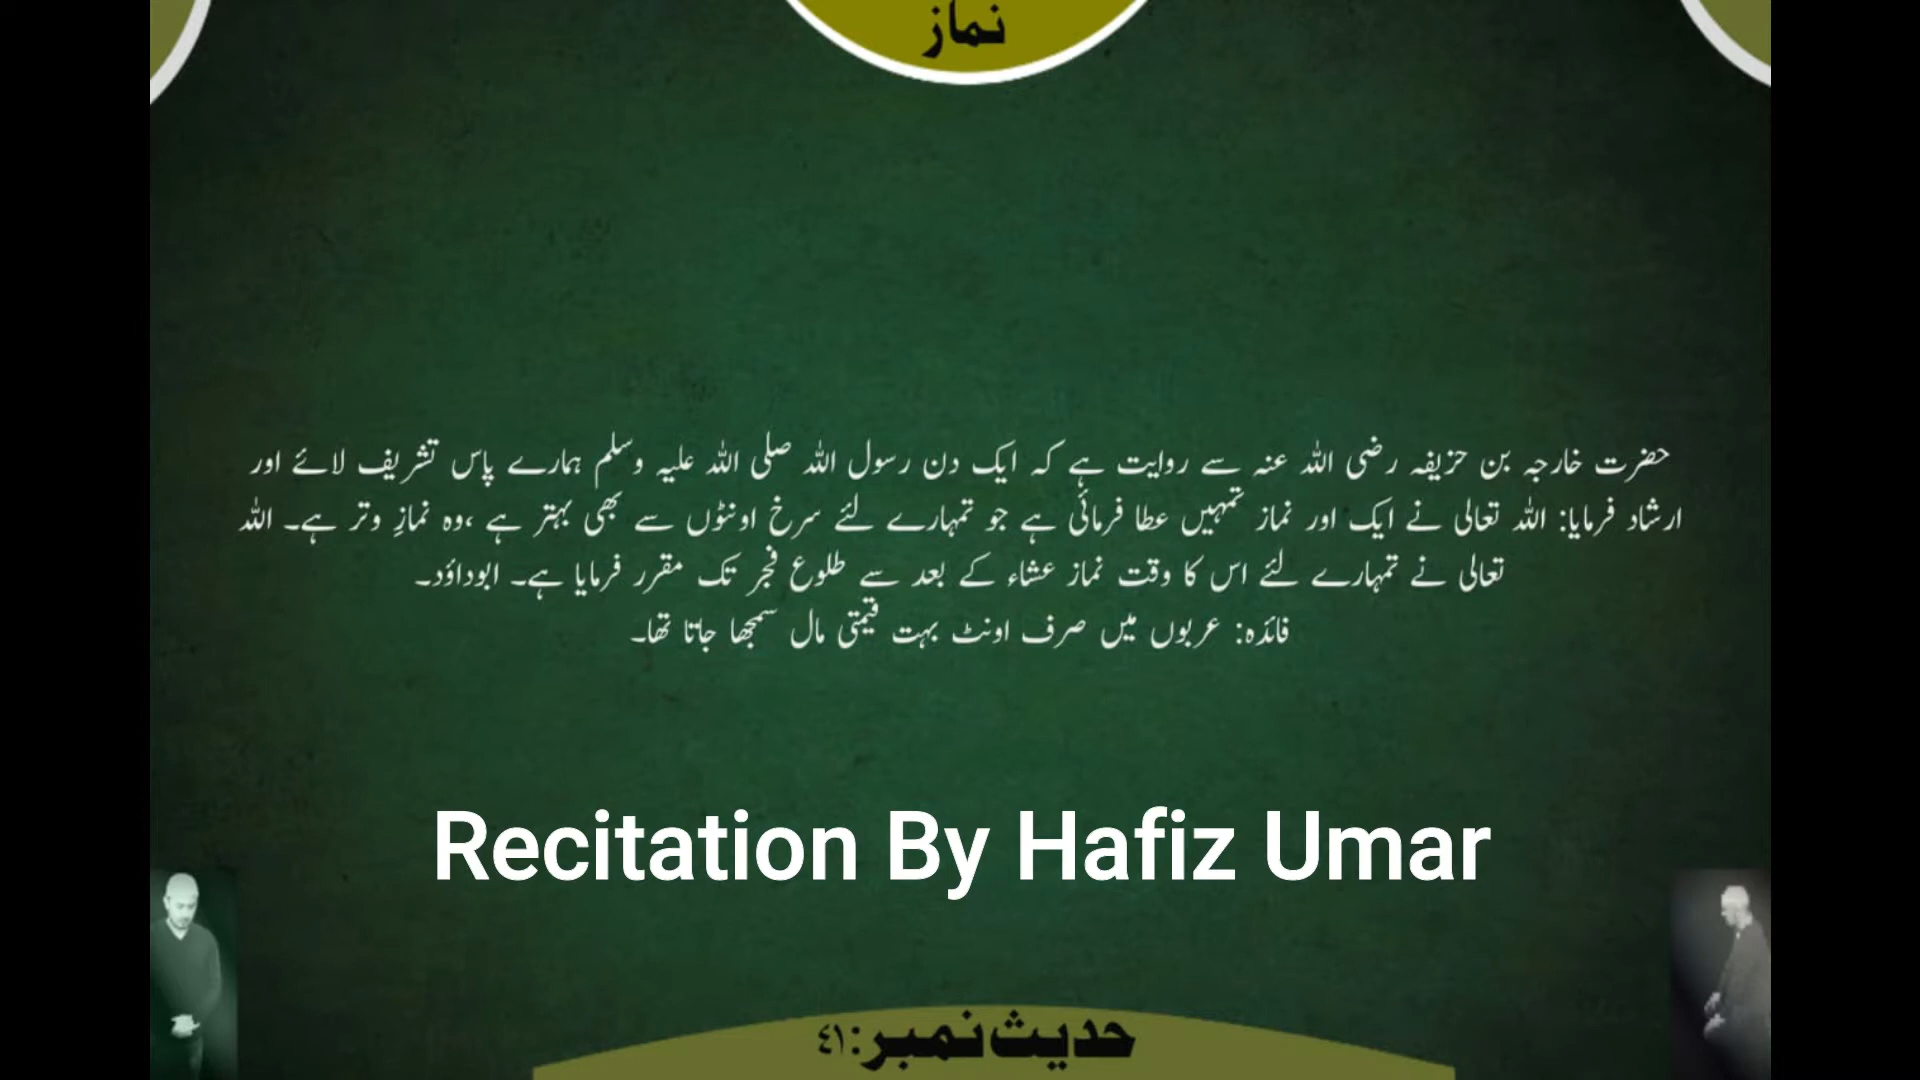 نماز
حضرت خارجہ بن حزیفہ رضی اللہ عنہ سے روایت ہے کہ ایک دن رسول اللہ صلی اللہ علیہ وسلم ہمارے پاس تشریف لائے اور
ارشاد فرمایا: اللہ تعالی نے ایک اور نماز تمہیں عطا فرمائی ہے جو تمہارے لئے سرخ اونٹوں سے بھی بہتر ہے ،وہ نمازِ وتر ہے۔ اللہ
تعالی نے تمہارے لئے اس کا وقت نماز عشاء کے بعد سے طلوع فجر تک مقرر فرمایا ہے۔ ابوداؤد۔
فائدہ: عربوں میں صرف اونٹ بہت قیمتی مال سمجھا جاتا تھا۔
Recitation By Hafiz Umar
حدیث نمبر:٤١